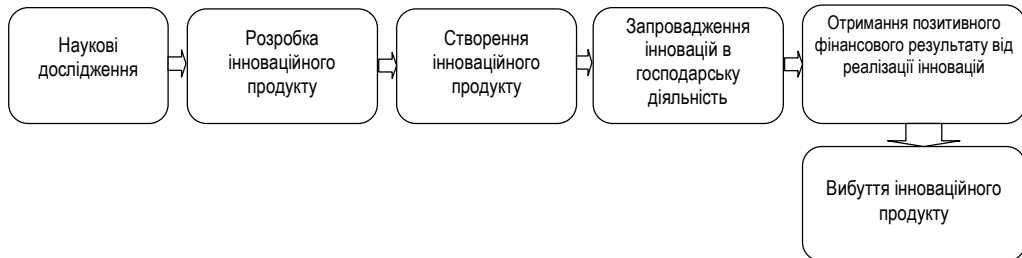 Наукові
дослідження
Розробка
інноваційного
продукту
Створення
інноваційного
продукту
Запровадження
інновацій в
господарську
діяльність
Отримання позитивного
фінансового результату від
реалізації інновацій
Вибуття інноваційного
продукту